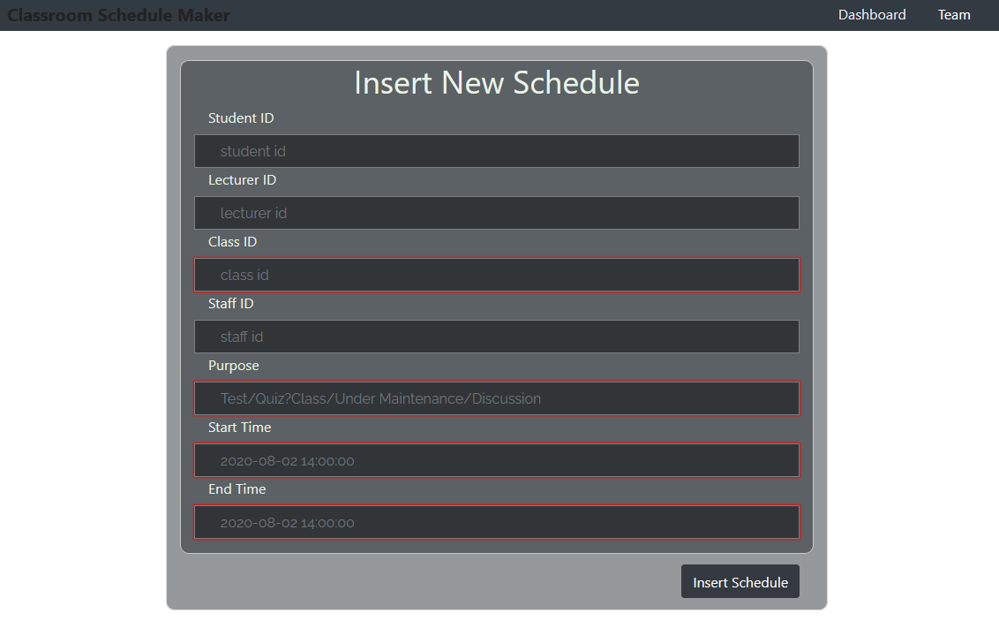 Classroom Schedule Maker Dashboard Team
Insert New Schedule
Student ID
student id
Lecturer ID
lecturer id
Class ID
class id
Staff ID
staff id
Purpose
Test/Quiz?Class/Under Maintenance/Discussion
Start Time
2020-08-02 14:00:00
End Time
2020-08-02 14:00:00
Insert Schedule